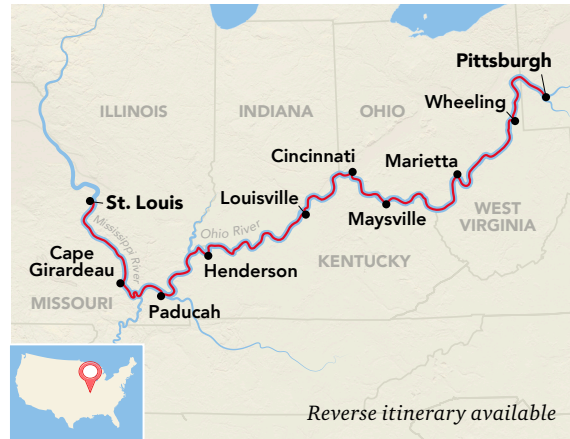 Pittsburgh
ILLINOIS
INDIANA
OHIO
Wheeling
Cincinnati
Marietta
St. Louis
Louisville
Maysville
WEST
VIRGINIA
Mississippi River
Ohio River
Cape
Girardeau
Henderson
KENTUCKY
MISSOURI
Paducah
Reverse itinerary available